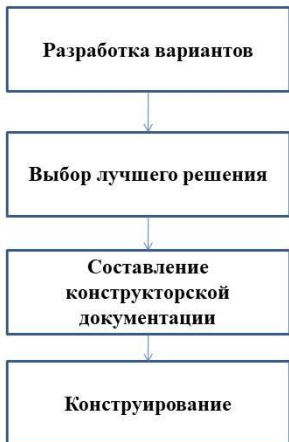 Разработка вариантов
Выбор лучшего решения
Составление
конструкторской
документации
Конструирование